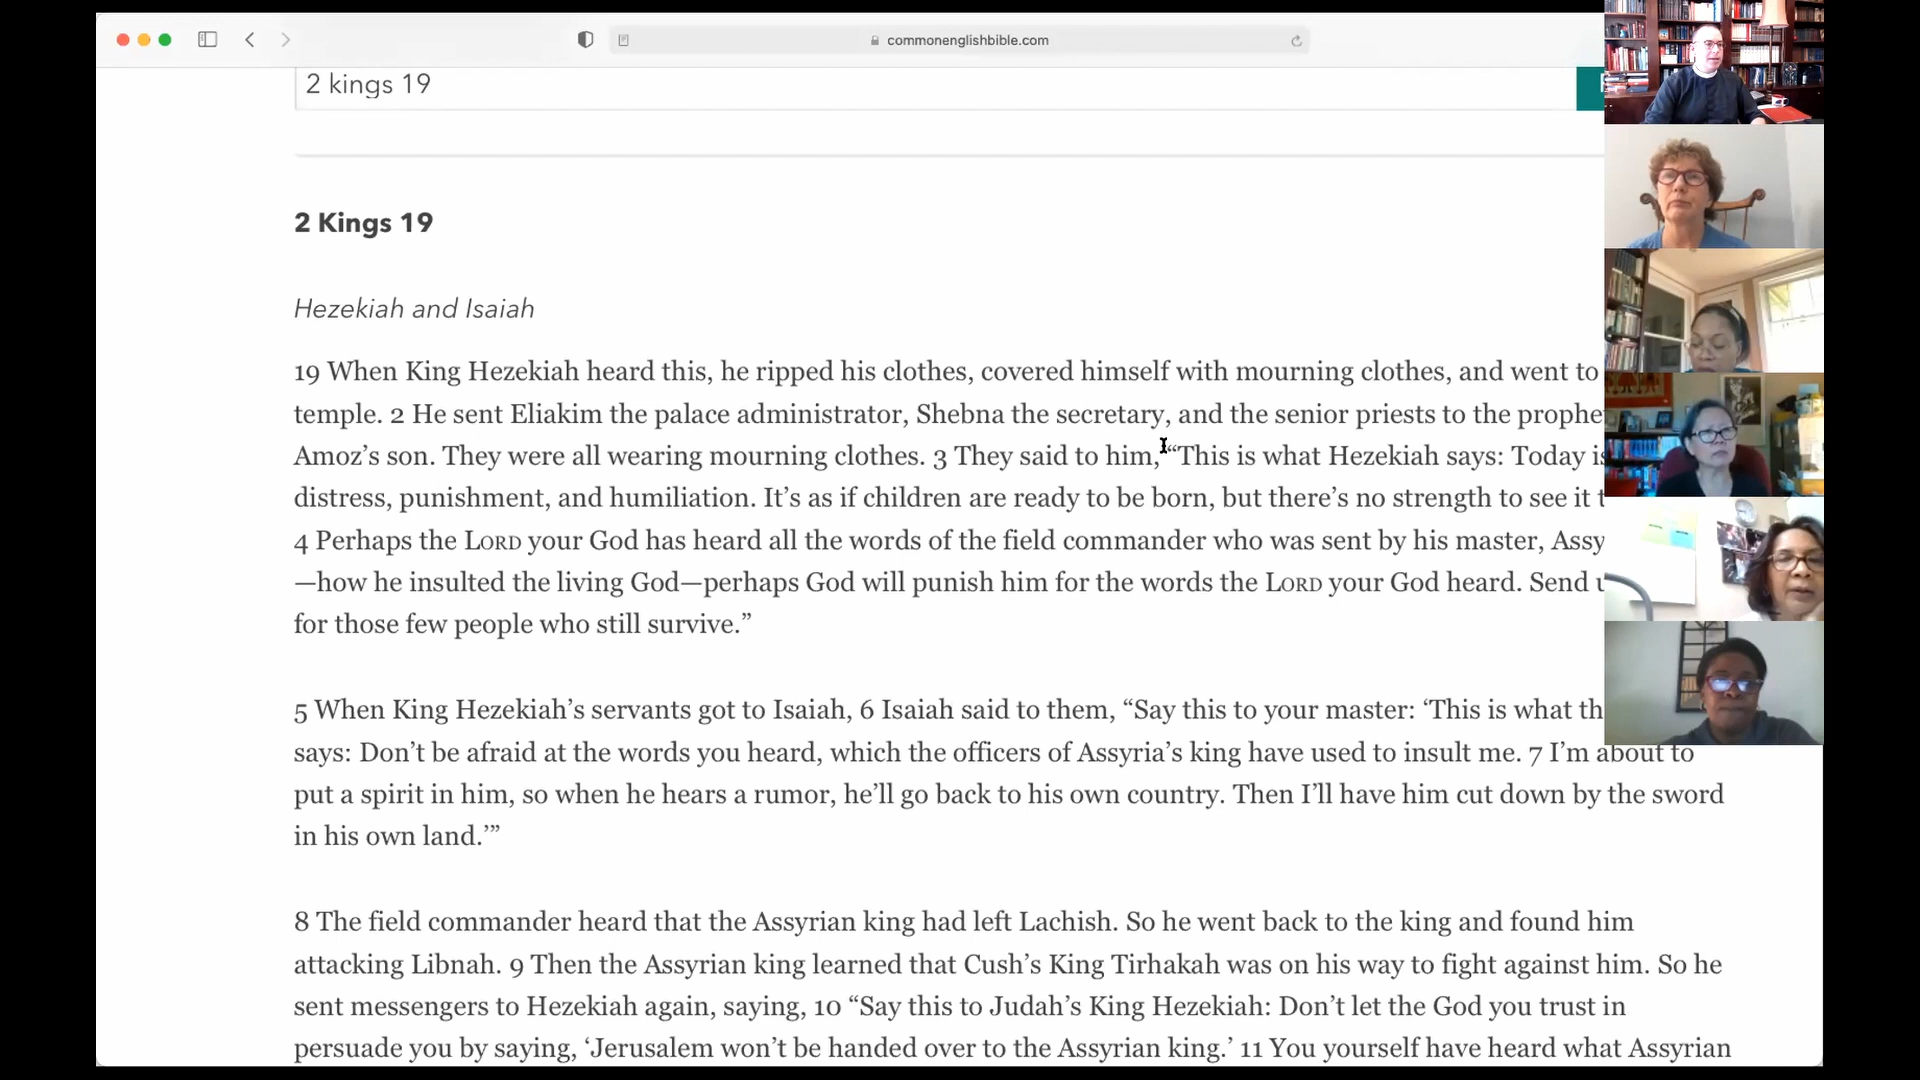 commonenglishbible.com
2 kings 19
2 Kings 19
Hezekiah and Isaiah
19 When King Hezekiah heard this, he ripped his clothes, covered himself with mourning clothes, and went to
temple. 2 He sent Eliakim the palace administrator, Shebna the secretary, and the senior priests to the
Amoz’s son. They were all wearing mourning clothes. 3 They said to him, “This is what Hezekiah says: Today
distress, punishment, and humiliation. It’s as if children are ready to be born, but there’s no strength to see it
4 Perhaps the LORD your God has heard all the words of the field commander who was sent by his master,
—how he insulted the living God—perhaps God will punish him for the words the LORD your God heard. Send
for those few people who still survive.”
5 When King Hezekiah’s servants got to Isaiah, 6 Isaiah said to them, “Say this to your master: ‘This is what
says: Don’t be afraid at the words you heard, which the officers of Assyria’s king have used to insult me. 7 I’m about to
put a spirit in him, so when he hears a rumor, he’ll go back to his own country. Then I’ll have him cut down by the sword
in his own land.’”
8 The field commander heard that the Assyrian king had left Lachish. So he went back to the king and found him
attacking Libnah. 9 Then the Assyrian king learned that Cush’s King Tirhakah was on his way to fight against him. So he
sent messengers to Hezekiah again, saying, 10 “Say this to Judah’s King Hezekiah: Don’t let the God you trust in
persuade you by saying, ‘Jerusalem won’t be handed over to the Assyrian king.’ 11 You yourself have heard what Assyrian